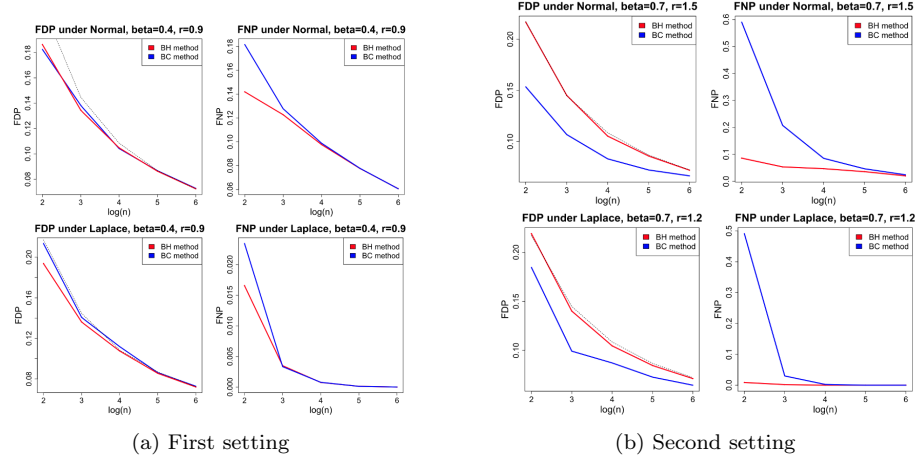 FDP under Normal, beta=0.4, r=0.9
FDP
0.18
0.16
0.14
0.12
0.10
0.08
BH method
BC method
2 3 4 5 6
log(n)
FNP under Normal, beta=0.4, r=0.9
FNP
0.18
0.16
0.14
0.12
0.10
0.08
0.06
BH method
BC method
2 3 4 5 6
log(n)
FDP under Laplace, beta=0.4, r=0.9
FDP
0.20
0.16
0.12
0.08
BH method
BC method
2 3 4 5 6
log(n)
FNP under Laplace, beta=0.4, r=0.9
FNP
0.020
0.015
0.010
0.005
0.000
BH method
BC method
2 3 4 5 6
log(n)
(a) First setting
FDP under Normal, beta=0.7, r=1.5
FDP
0.20
0.15
0.10
BH method
BC method
2 3 4 5 6
log(n)
FNP under Normal, beta=0.7, r=1.5
FNP
0.6
0.5
0.4
0.3
0.2
0.1
0.0
BH method
BC method
2 3 4 5 6
log(n)
FDP under Laplace, beta=0.7, r=1.2
FDP
0.20
0.15
0.10
BH method
BC method
2 3 4 5 6
log(n)
FNP under Laplace, beta=0.7, r=1.2
FNP
0.5
0.4
0.3
0.2
0.1
0.0
BH method
BC method
2 3 4 5 6
log(n)
(b) Second setting